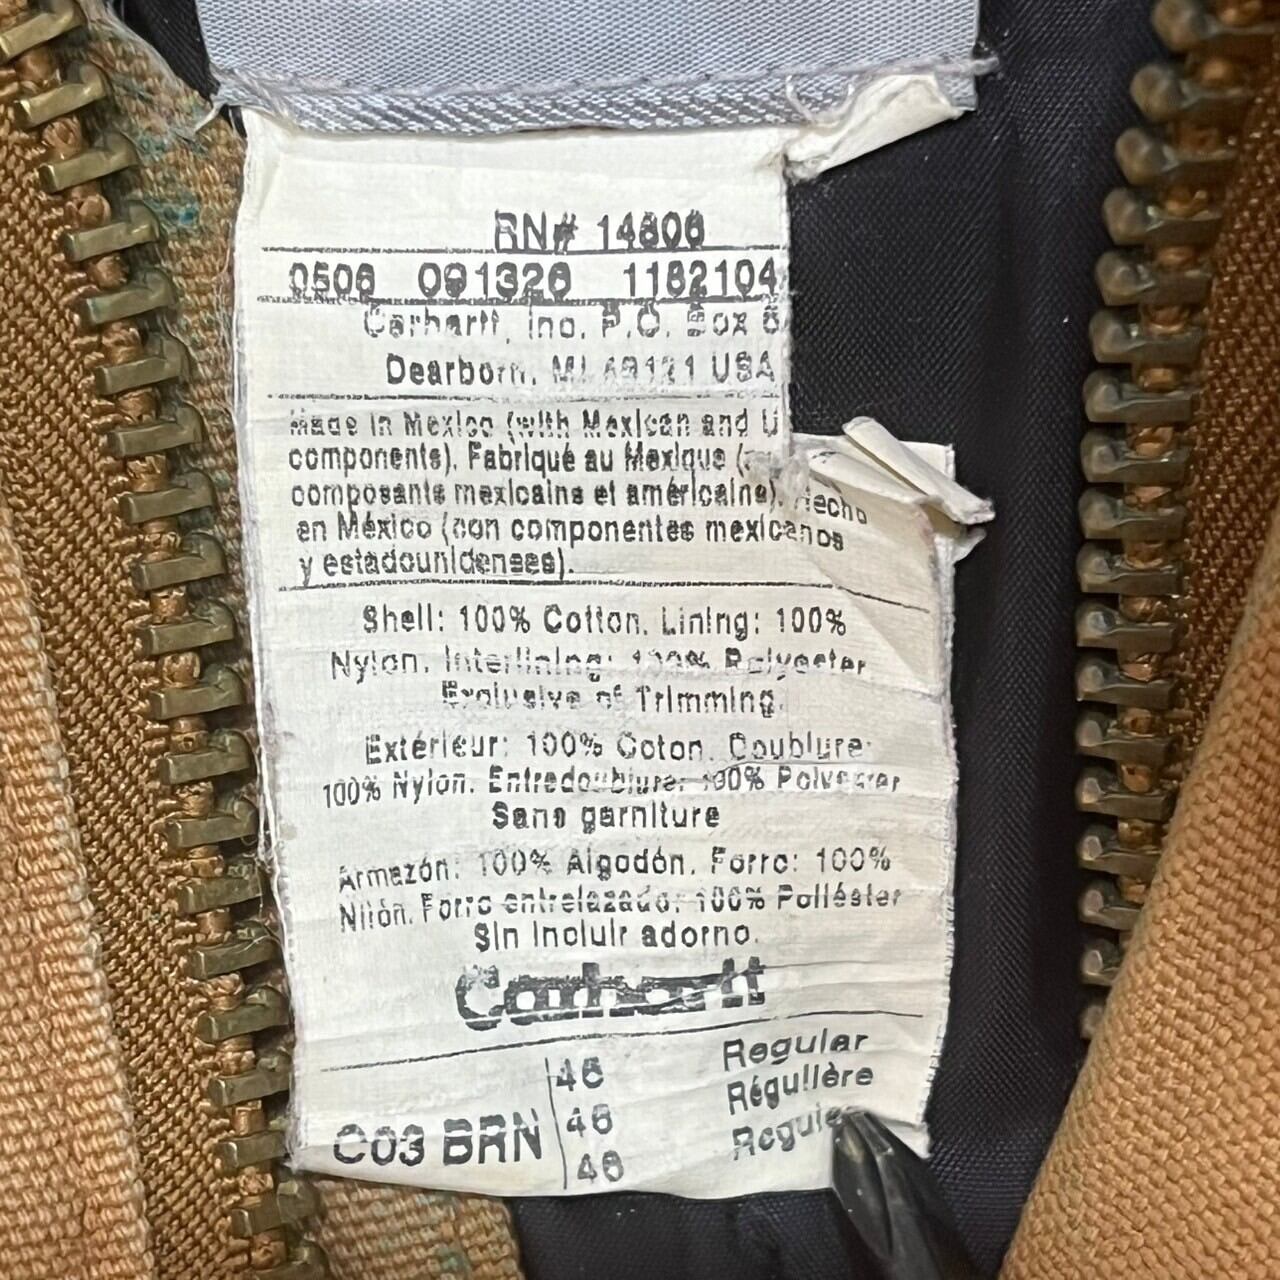 RN# 14806
0506 091326 1182104
Carhartt, Inc. P.O. Box 6
Dearborn, MI 48121 USA
Made in Mexico (with Mexican and U
components). Fabriqué au Mexique (
composants mexicains et américains). Hecho
en México (con componentes mexicanos
y estadounidenses).
Shell: 100% Cotton. Lining: 100%
Nylon. Interlining: 100% Polyester
Exclusive of Trimming.
Extérieur: 100% Coton. Doublure:
100% Nylon. Entredoublure: 100% Polyester
Sans garniture
Armazón: 100% Algodón. Forro: 100%
Nilón. Forro entrelazado: 100% Poliéster
Sin incluir adorno.
Carhartt
C03 BRN
46 Regular
46 Régulière
46